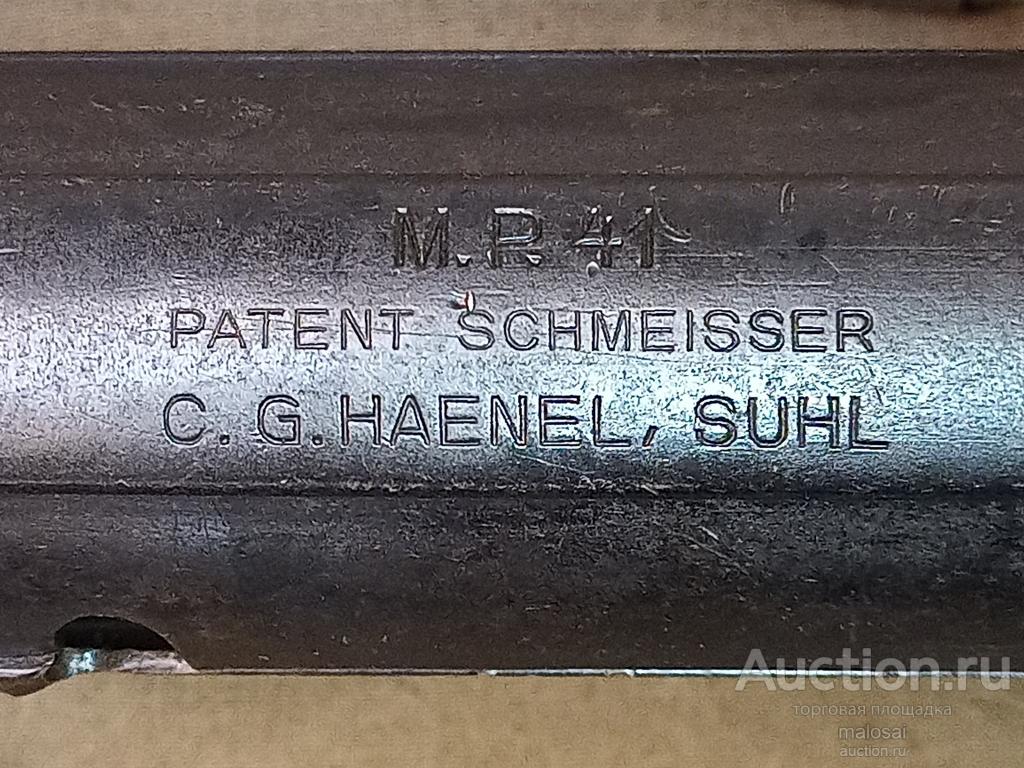 M.P. 41
PATENT SCHMEISSER
C. G. HAENEL, SUHL
Auction.ru
торговая площадка
malosai
auction.ru